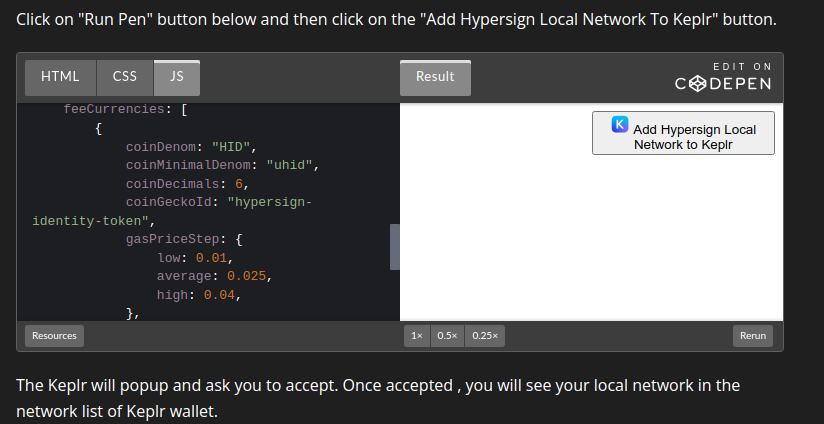 Click on "Run Pen" button below and then click on the "Add Hypersign Local Network To Keplr" button.
HTML CSS JS
Result
EDIT ON
CODEPEN
feeCurrencies: [
{
coinDenom: "HID",
coinMinimalDenom: "uhid",
coinDecimals: 6,
coinGeckoId: "hypersign-
identity-token",
gasPriceStep: {
low: 0.01,
average: 0.025,
high: 0.04,
},
K Add Hypersign Local
Network to Keplr
Resources
1× 0.5× 0.25×
Rerun
The Keplr will popup and ask you to accept. Once accepted , you will see your local network in the
network list of Keplr wallet.